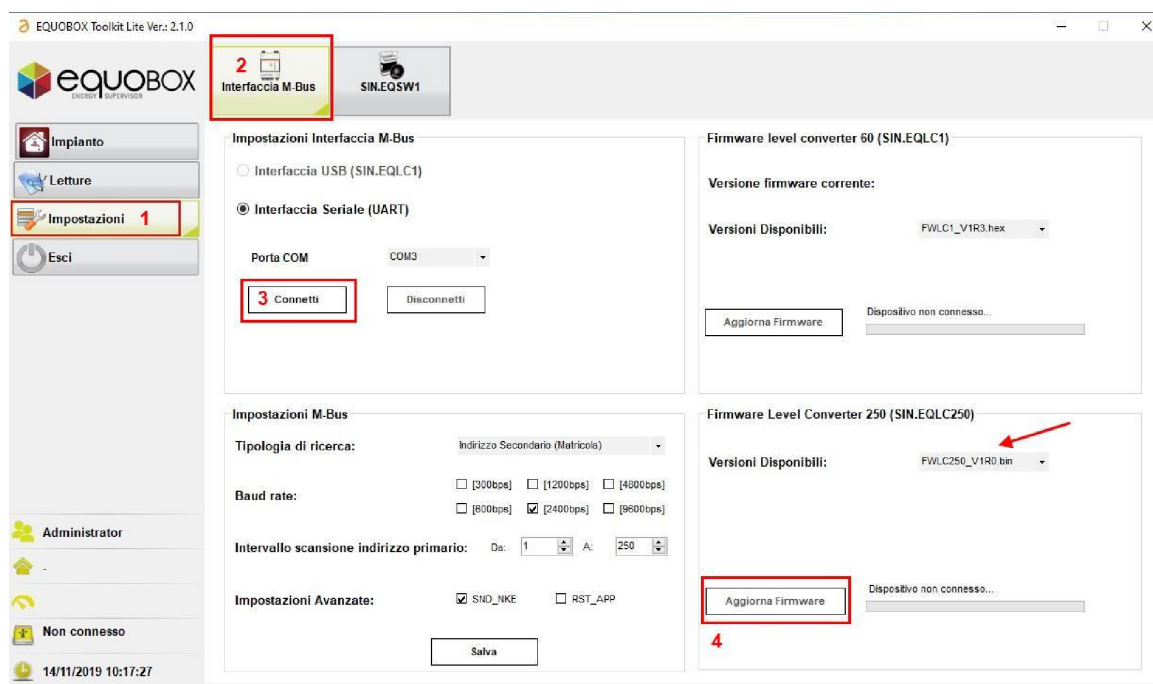 EQUOBOX Toolkit Lite Ver.: 2.1.0
equoBOX
ENERGY SUPERVISOR
2
Interfaccia M-Bus
SIN.EQSW1
Impianto
Letture
Impostazioni 1
Esci
Administrator
-
Non connesso
14/11/2019 10:17:27
Impostazioni Interfaccia M-Bus
Interfaccia USB (SIN.EQLC1)
Interfaccia Seriale (UART)
Porta COM COM3
3 Connetti Disconnetti
Firmware level converter 60 (SIN.EQLC1)
Versione firmware corrente:
Versioni Disponibili: FWLC1_V1R3.hex
Aggiorna Firmware Dispositivo non connesso...
Impostazioni M-Bus
Tipologia di ricerca: Indirizzo Secondario (Matricola)
Baud rate: [300bps] [1200bps] [4800bps]
[600bps] [2400bps] [9600bps]
Intervallo scansione indirizzo primario: Da: 1 A: 250
Impostazioni Avanzate: SND_NKE RST_APP
Salva
Firmware Level Converter 250 (SIN.EQLC250)
Versioni Disponibili: FWLC250_V1R0.bin
Aggiorna Firmware Dispositivo non connesso...
4